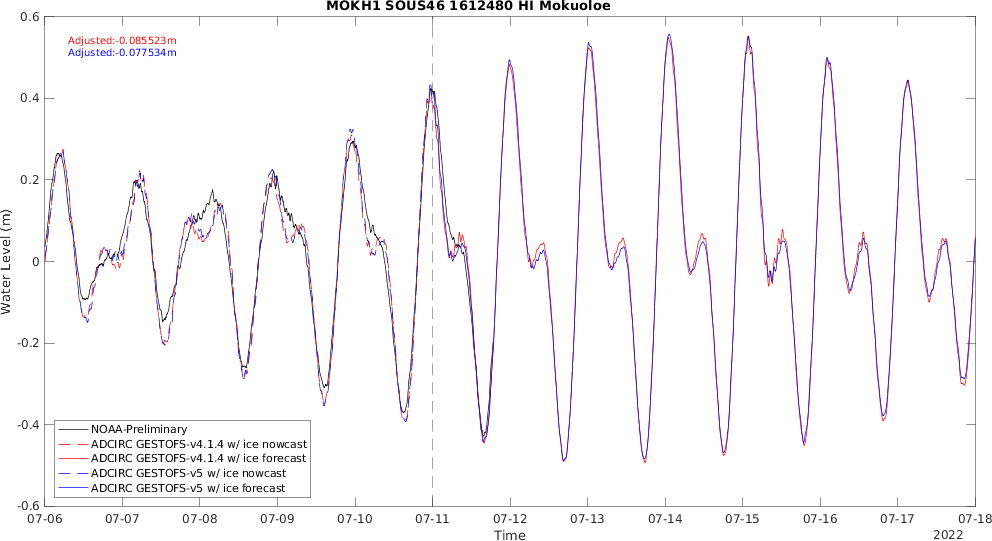 MOKH1 SOUS46 1612480 HI Mokuoloe
Adjusted:-0.085523m
Adjusted:-0.077534m
0.6
0.4
0.2
0
-0.2
-0.4
-0.6
Water Level (m)
NOAA-Preliminary
ADCIRC GESTOFS-v4.1.4 w/ ice nowcast
ADCIRC GESTOFS-v4.1.4 w/ ice forecast
ADCIRC GESTOFS-v5 w/ ice nowcast
ADCIRC GESTOFS-v5 w/ ice forecast
07-06 07-07 07-08 07-09 07-10 07-11 07-12 07-13 07-14 07-15 07-16 07-17 07-18
Time
2022